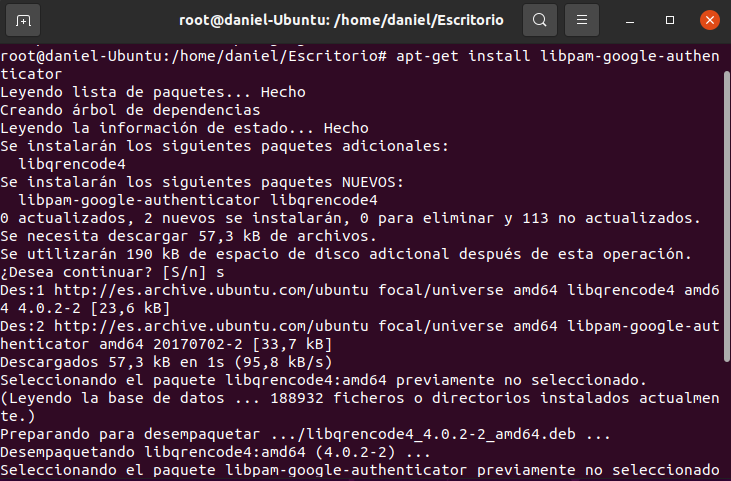 root@daniel-Ubuntu: /home/daniel/Escritorio
root@daniel-Ubuntu:/home/daniel/Escritorio# apt-get install libpam-google-authen
ticator
Leyendo lista de paquetes... Hecho
Creando árbol de dependencias
Leyendo la información de estado... Hecho
Se instalarán los siguientes paquetes adicionales:
  libqrencode4
Se instalarán los siguientes paquetes NUEVOS:
  libpam-google-authenticator libqrencode4
0 actualizados, 2 nuevos se instalarán, 0 para eliminar y 113 no actualizados.
Se necesita descargar 57,3 kB de archivos.
Se utilizarán 190 kB de espacio de disco adicional después de esta operación.
¿Desea continuar? [S/n] s
Des:1 http://es.archive.ubuntu.com/ubuntu focal/universe amd64 libqrencode4 amd6
4 4.0.2-2 [23,6 kB]
Des:2 http://es.archive.ubuntu.com/ubuntu focal/universe amd64 libpam-google-aut
henticator amd64 20170702-2 [33,7 kB]
Descargados 57,3 kB en 1s (95,8 kB/s)
Seleccionando el paquete libqrencode4:amd64 previamente no seleccionado.
(Leyendo la base de datos ... 188932 ficheros o directorios instalados actualmen
te.)
Preparando para desempaquetar .../libqrencode4_4.0.2-2_amd64.deb ...
Desempaquetando libqrencode4:amd64 (4.0.2-2) ...
Seleccionando el paquete libpam-google-authenticator previamente no seleccionado